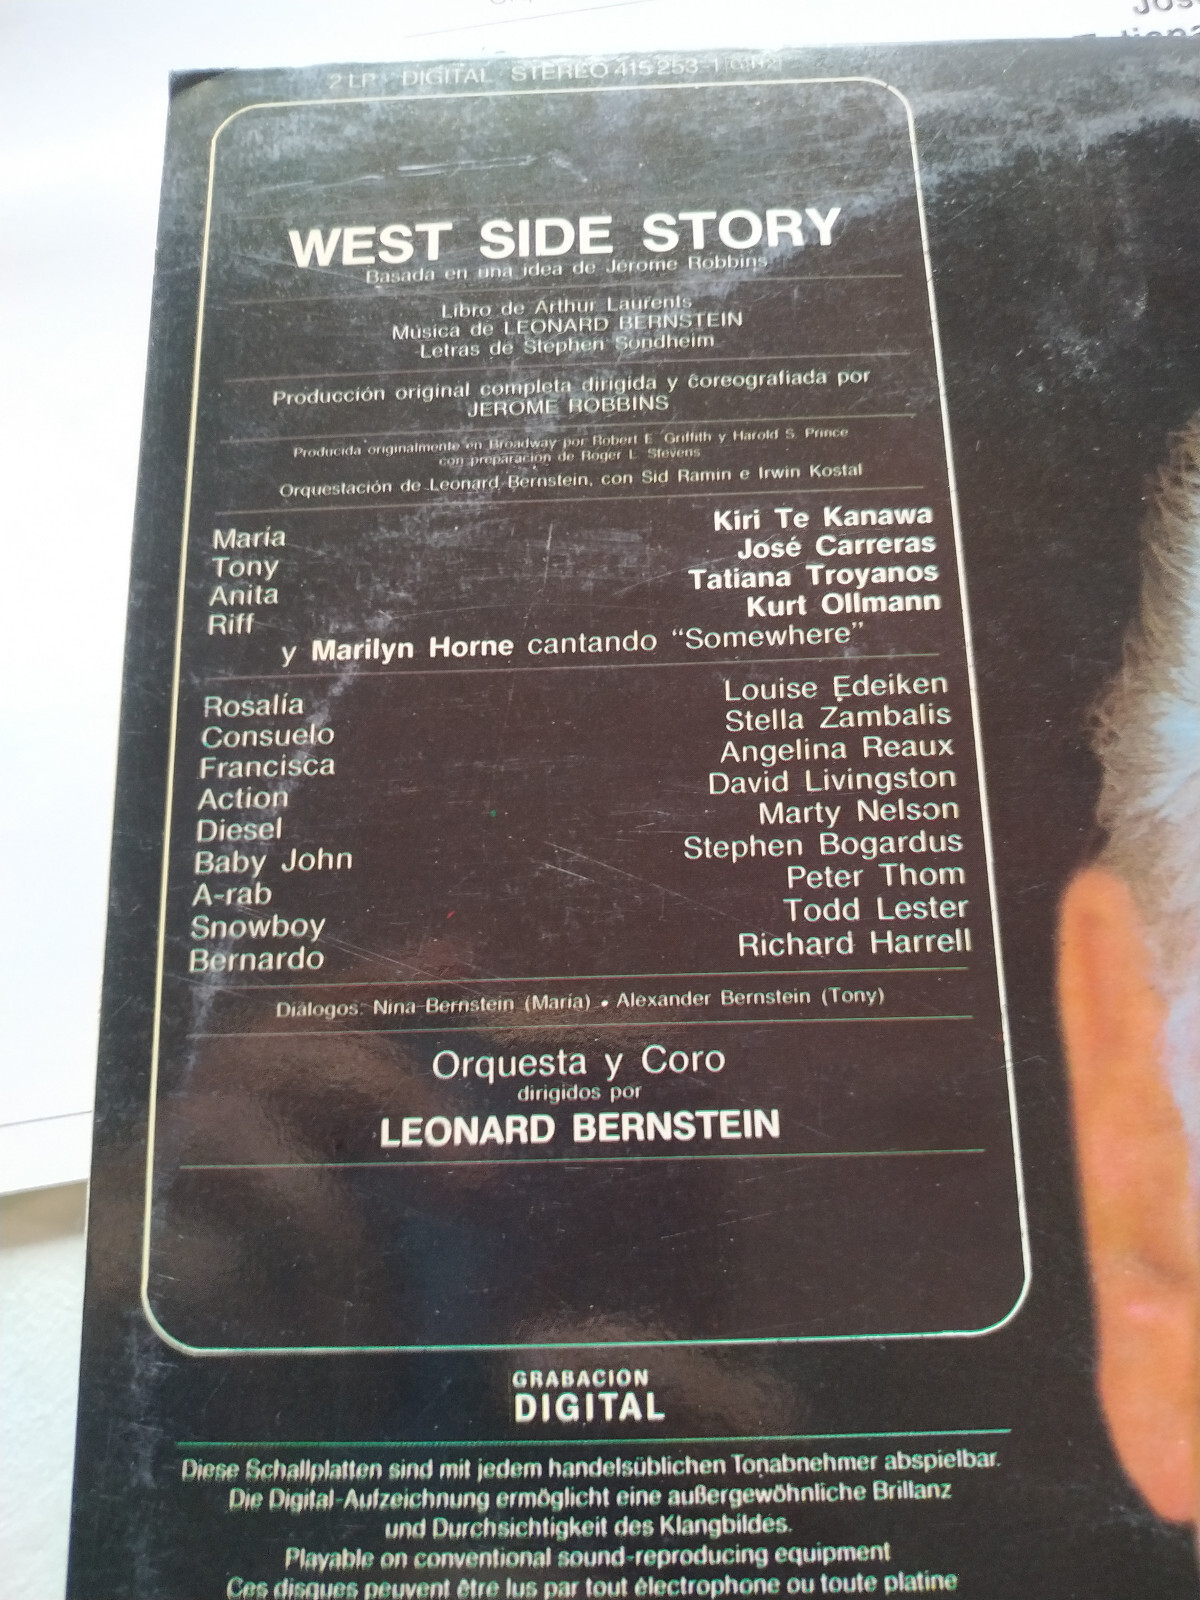 2 LP · DIGITAL · STEREO 415 253-1
WEST SIDE STORY
Basada en una idea de Jerome Robbins
Libro de Arthur Laurents
Música de LEONARD BERNSTEIN
Letras de Stephen Sondheim
Producción original completa dirigida y coreografiada por
JEROME ROBBINS
Producida originalmente en Broadway por Robert E. Griffith y Harold S. Prince
con preparación de Roger L. Stevens
Orquestación de Leonard Bernstein, con Sid Ramin e Irwin Kostal
María Kiri Te Kanawa
Tony José Carreras
Anita Tatiana Troyanos
Riff Kurt Ollmann
y Marilyn Horne cantando “Somewhere”
Rosalía Louise Edeiken
Consuelo Stella Zambalis
Francisca Angelina Reaux
Action David Livingston
Diesel Marty Nelson
Baby John Stephen Bogardus
A-rab Peter Thom
Snowboy Todd Lester
Bernardo Richard Harrell
Diálogos: Nina Bernstein (María) • Alexander Bernstein (Tony)
Orquesta y Coro
dirigidos por
LEONARD BERNSTEIN
GRABACION
DIGITAL
Diese Schallplatten sind mit jedem handelsüblichen Tonabnehmer abspielbar.
Die Digital-Aufzeichnung ermöglicht eine außergewöhnliche Brillanz
und Durchsichtigkeit des Klangbildes.
Playable on conventional sound-reproducing equipment
Ces disques peuvent être lus par tout électrophone ou toute platine